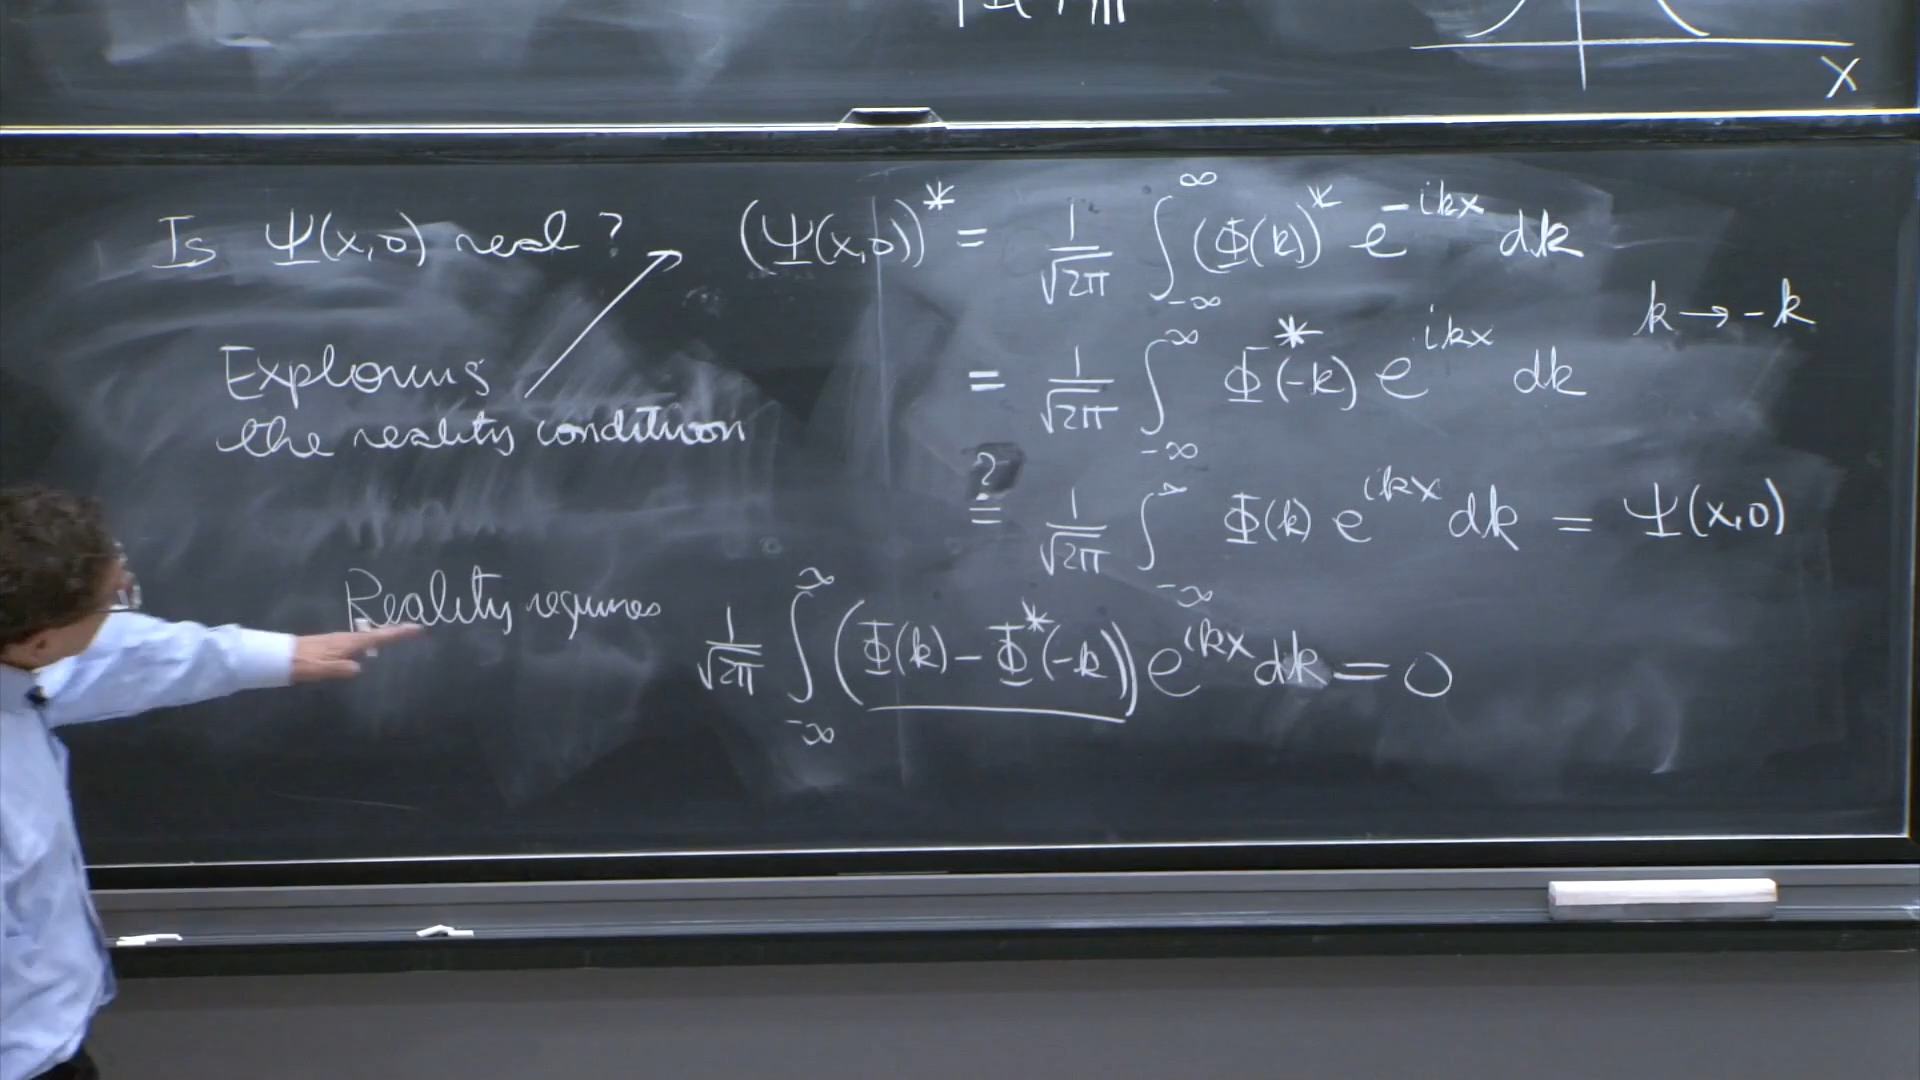 X
Is Ψ(x,0) real? (Ψ(x,0))* = 1/√2π ∫_{-∞}^{∞} (Φ(k))* e^{-ikx} dk
k → -k
Exploring = 1/√2π ∫_{-∞}^{∞} Φ*(-k) e^{ikx} dk
the reality condition
≟ 1/√2π ∫_{-∞}^{∞} Φ(k) e^{ikx} dk = Ψ(x,0)
Reality requires 1/√2π ∫_{-∞}^{∞} (Φ(k) - Φ*(-k)) e^{ikx} dk = 0